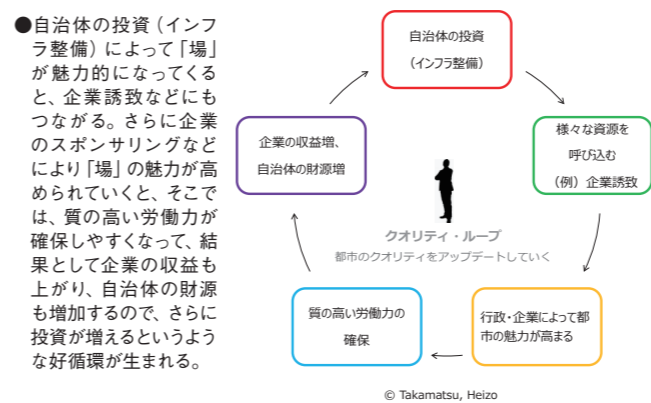 ●自治体の投資（インフ
ラ整備）によって「場」
が魅力的になってくる
と、企業誘致などにも
つながる。さらに企業
のスポンサリングなど
により「場」の魅力が高
められていくと、そこで
は、質の高い労働力が
確保しやすくなって、結
果として企業の収益も
上がり、自治体の財源
も増加するので、さらに
投資が増えるというよう
な好循環が生まれる。
自治体の投資
（インフラ整備）
様々な資源を
呼び込む
（例）企業誘致
行政・企業によって都
市の魅力が高まる
質の高い労働力の
確保
企業の収益増、
自治体の財源増
クオリティ・ループ
都市のクオリティをアップデートしていく
© Takamatsu, Heizo